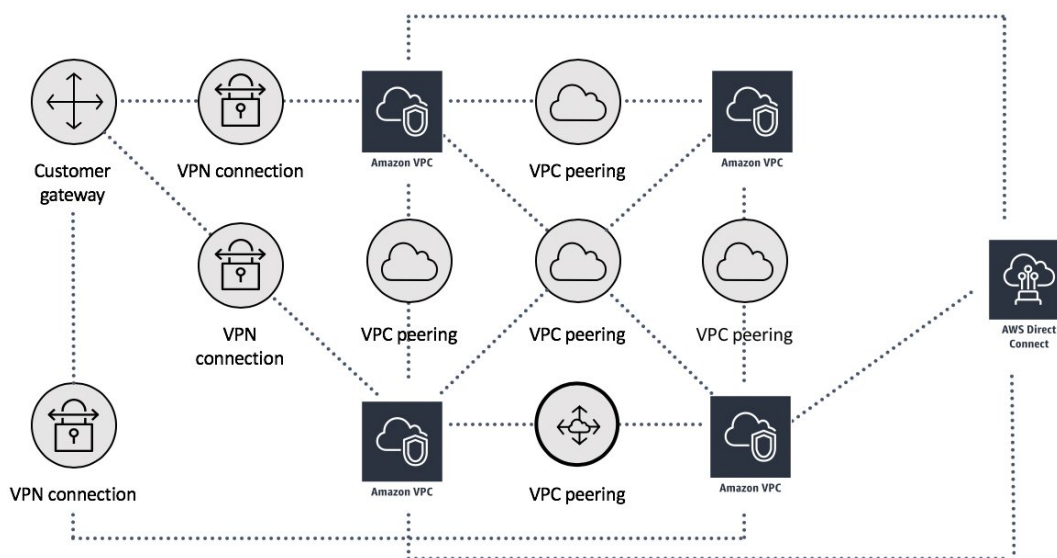 Amazon VPC
Amazon VPC
Customer
gateway
VPN connection
VPC peering
VPN
connection
VPC peering
VPC peering
VPC peering
AWS Direct
Connect
Amazon VPC
Amazon VPC
VPN connection
VPC peering